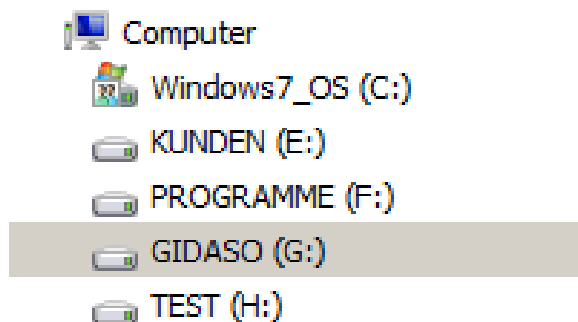 Computer
Windows7_OS (C:)
KUNDEN (E:)
PROGRAMME (F:)
GIDASO (G:)
TEST (H:)